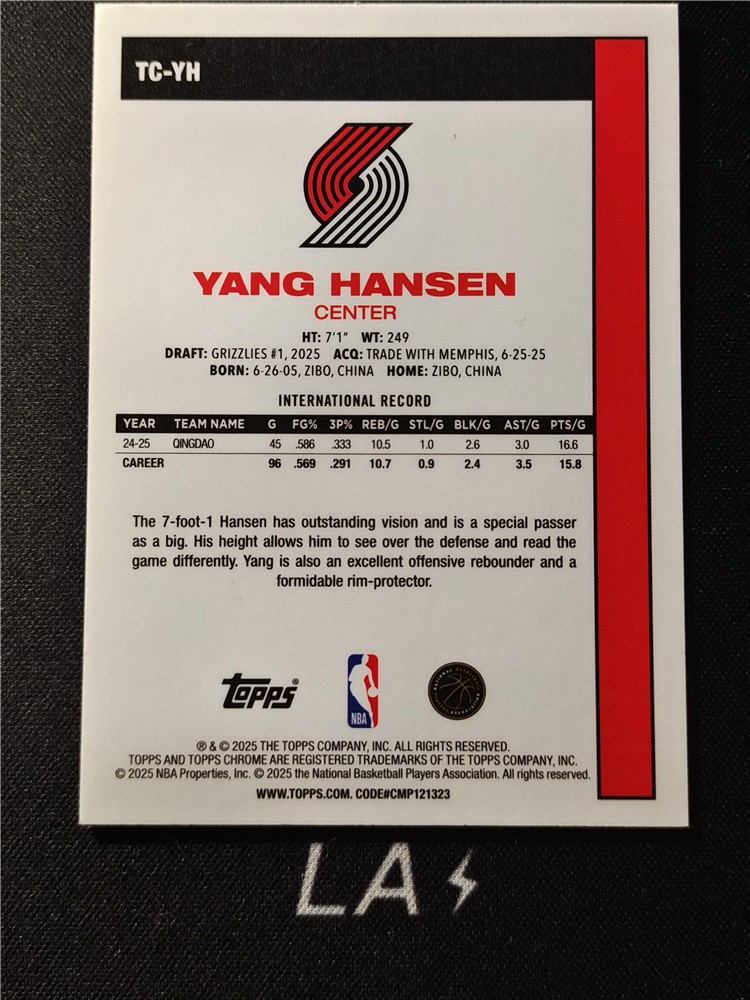 TC-YH
YANG HANSEN
CENTER
HT: 7'1" WT: 249
DRAFT: GRIZZLIES #1, 2025 ACQ: TRADE WITH MEMPHIS, 6-25-25
BORN: 6-26-05, ZIBO, CHINA HOME: ZIBO, CHINA
INTERNATIONAL RECORD
YEAR TEAM NAME G FG% 3P% REB/G STL/G BLK/G AST/G PTS/G
24-25 QINGDAO 45 .586 .333 10.5 1.0 2.6 3.0 16.6
CAREER 96 .569 .291 10.7 0.9 2.4 3.5 15.8
The 7-foot-1 Hansen has outstanding vision and is a special passer
as a big. His height allows him to see over the defense and read the
game differently. Yang is also an excellent offensive rebounder and a
formidable rim-protector.
Topps®
NBA
® & © 2025 THE TOPPS COMPANY, INC. ALL RIGHTS RESERVED.
TOPPS AND TOPPS CHROME ARE REGISTERED TRADEMARKS OF THE TOPPS COMPANY, INC.
© 2025 NBA Properties, Inc. © 2025 the National Basketball Players Association. All rights reserved.
WWW.TOPPS.COM. CODE#CMP121323
LA